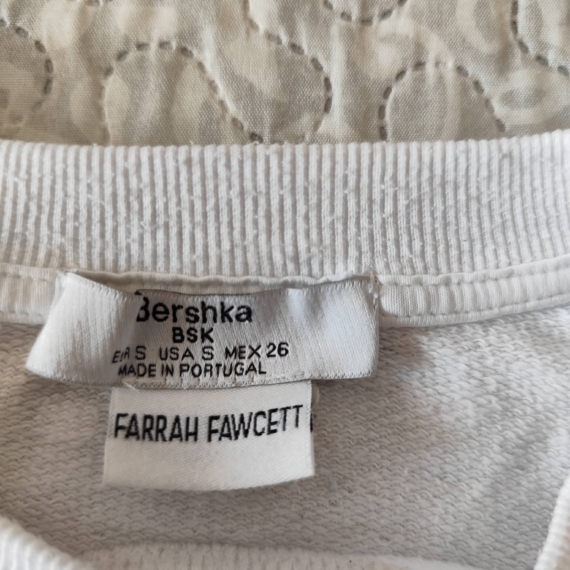 Bershka
BSK
EUR S USA S MEX 26
MADE IN PORTUGAL
FARRAH FAWCETT